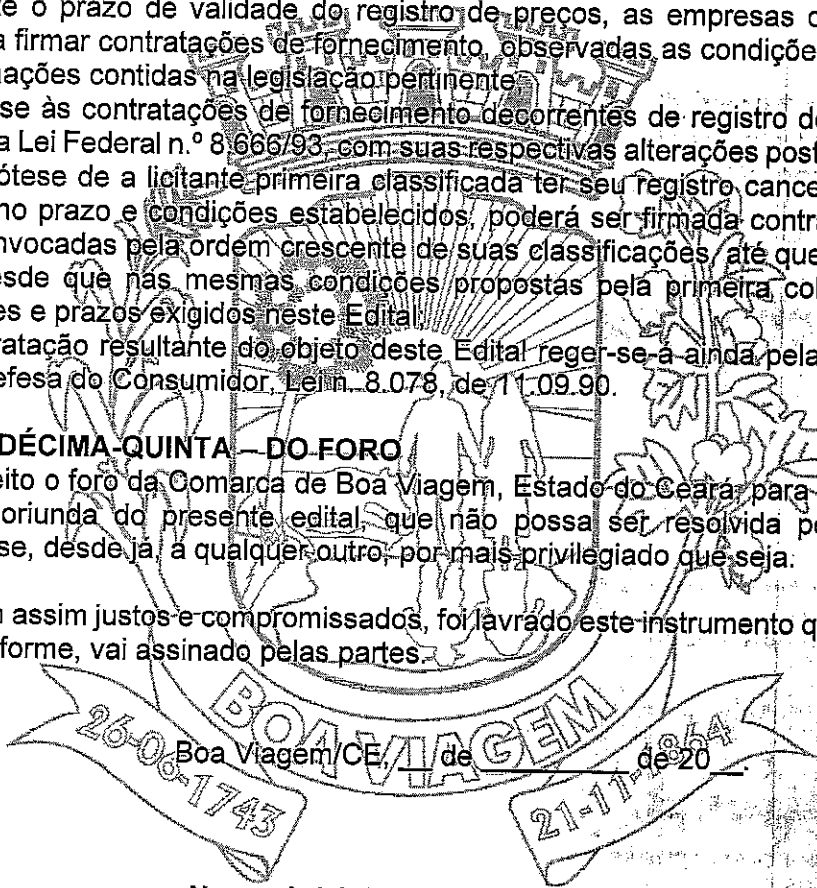 o prazo de validade do registro de preços, as empresas
a firmar contratações de fornecimento, observadas as condiçõe
uações contidas na legislação pertinente;
se às contratações de fornecimento decorrentes de registro d
a Lei Federal n.º 8.666/93, com suas respectivas alterações post
ótese de a licitante primeira classificada ter seu registro cance
no prazo e condições estabelecidos, poderá ser firmada contr
nvocadas pela ordem crescente de suas classificações, até que
esde que nas mesmas condições propostas pela primeira col
es e prazos exigidos neste Edital;
ratação resultante do objeto deste Edital reger-se-á ainda pela
efesa do Consumidor, Lei n. 8.078, de 11.09.90.
DÉCIMA-QUINTA – DO FORO
eito o foro da Comarca de Boa Viagem, Estado do Ceará, para
oriunda do presente edital, que não possa ser resolvida p
se, desde já, a qualquer outro, por mais privilegiado que seja.
assim justos e compromissados, foi lavrado este instrumento q
forme, vai assinado pelas partes.
BOA VIAGEM
26-06-1743
Boa Viagem/CE, __ de __________ de 20__.
21-11-1864